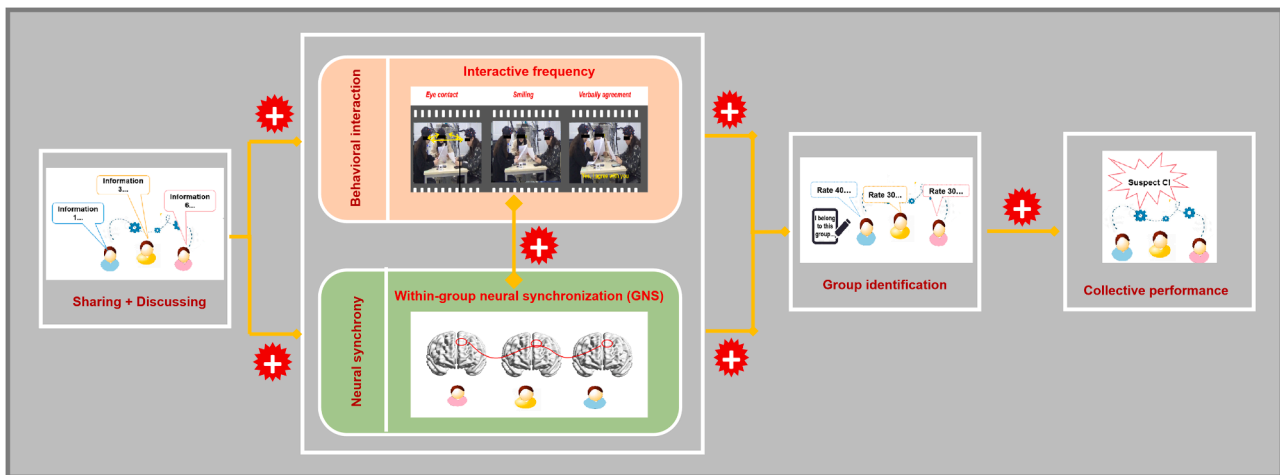 Information
1...
Information
3...
Information
6...
Sharing + Discussing
Behavioral interaction
Interactive frequency
Eye contact
Smiling
Verbally agreement
Neural synchrony
Within-group neural synchronization (GNS)
I belong
to this
group...
Rate 40...
Rate 30...
Rate 30...
Group identification
Suspect C!
Collective performance